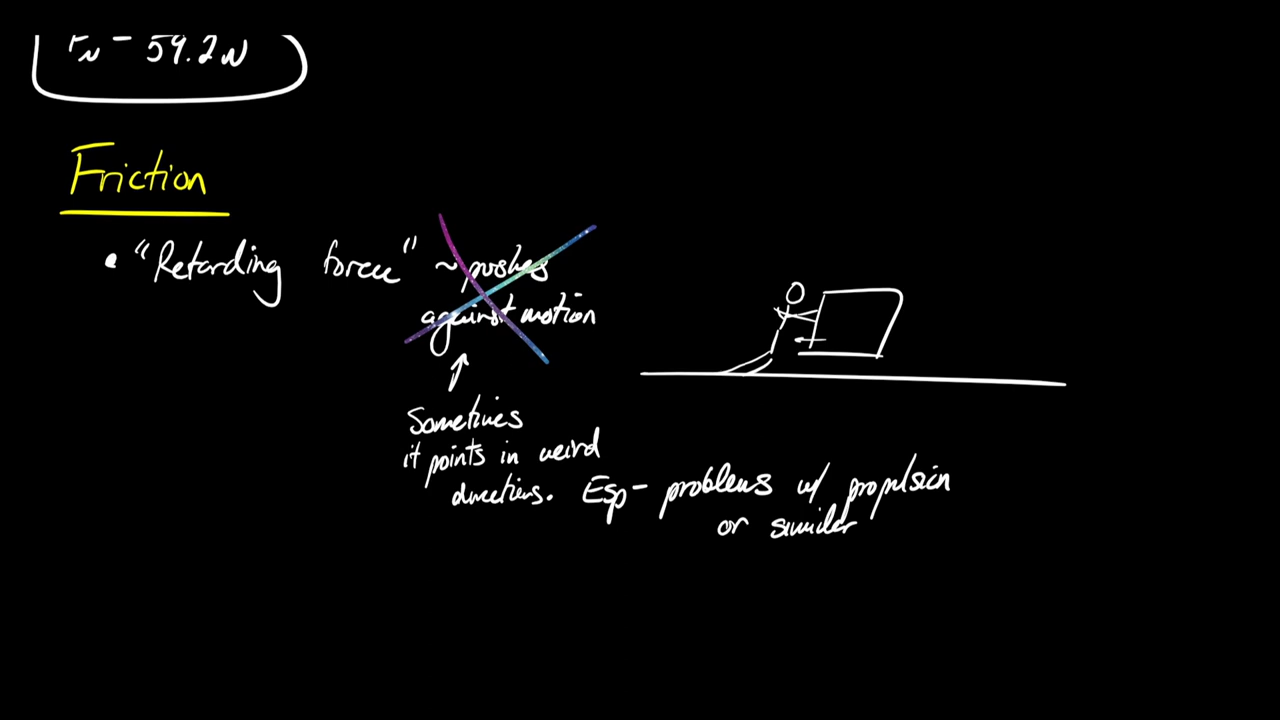 FN = 59.2N
Friction
• "Retarding force" ~ pushes
against motion
Sometimes
it points in weird
directions. Esp- problems w/ propulsion
or similar